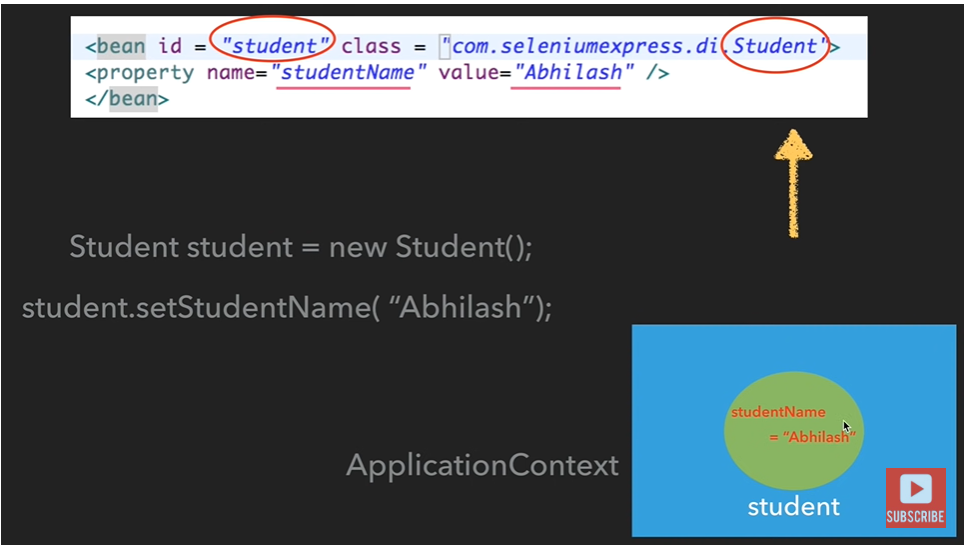 <bean id = "student" class = "com.seleniumexpress.di.Student">
<property name="studentName" value="Abhilash" />
</bean>
Student student = new Student();
student.setStudentName( “Abhilash”);
studentName
= “Abhilash”
ApplicationContext
student
SUBSCRIBE